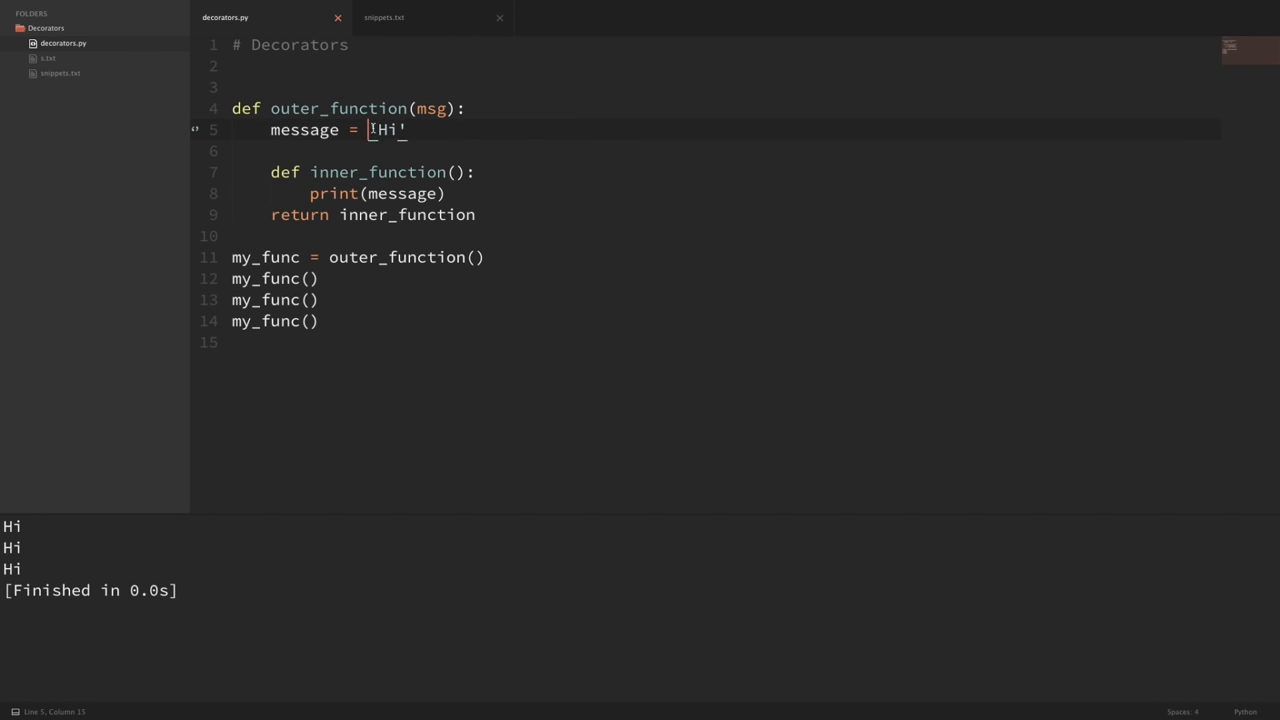 FOLDERS
Decorators
decorators.py
s.txt
snippets.txt
decorators.py ×
snippets.txt ×
1 # Decorators
2
3
4 def outer_function(msg):
5     message = 'Hi'
6
7     def inner_function():
8         print(message)
9     return inner_function
10
11 my_func = outer_function()
12 my_func()
13 my_func()
14 my_func()
15
Hi
Hi
Hi
[Finished in 0.0s]
Line 5, Column 15
Spaces: 4
Python